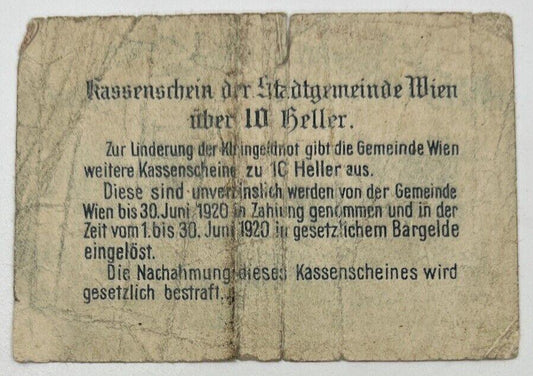 Kassenschein der Stadtgemeinde Wien
über 10 Heller.
Zur Linderung der Kleingeldnot gibt die Gemeinde Wien
weitere Kassenscheine zu 10 Heller aus.
Diese sind unverzinslich werden von der Gemeinde
Wien bis 30. Juni 1920 in Zahlung genommen und in der
Zeit vom 1. bis 30. Juni 1920 in gesetzlichem Bargelde
eingelöst.
Die Nachahmung dieses Kassenscheines wird
gesetzlich bestraft.